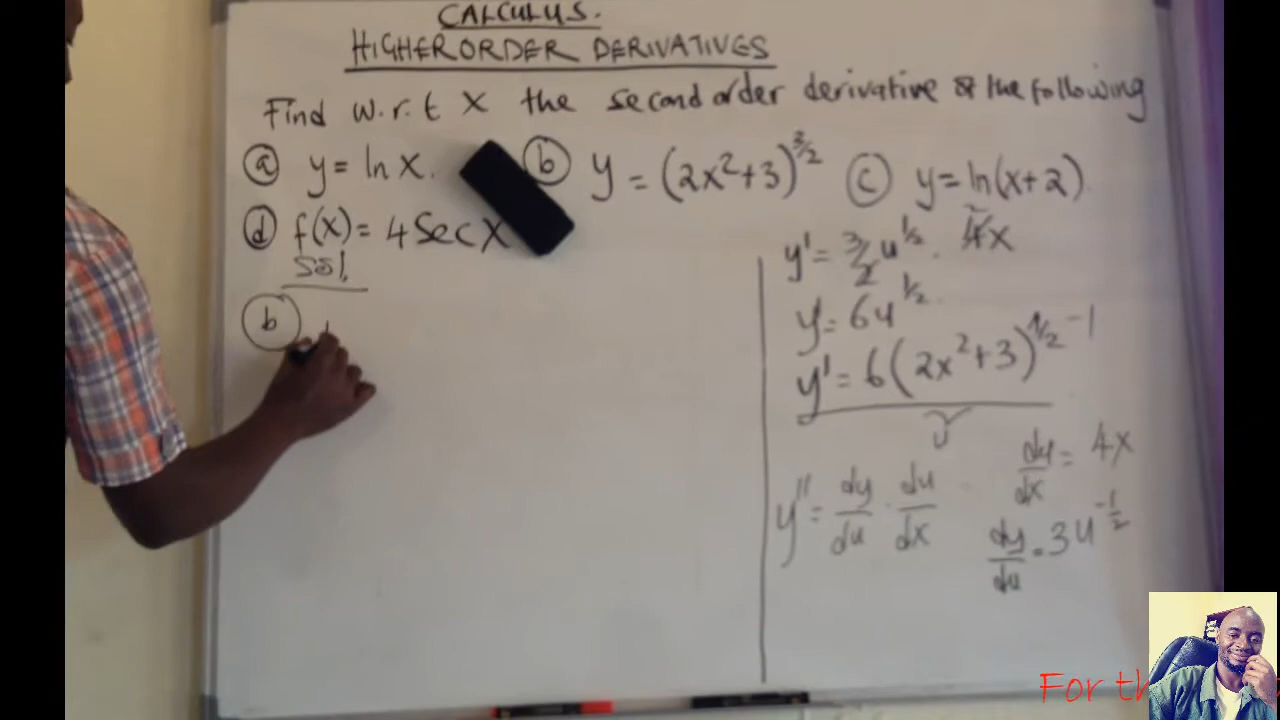 CALCULUS.
HIGHER ORDER DERIVATIVES
Find w.r.t X the second order derivative of the following
(a) y = ln x. (b) y = (2x²+3)^3/2 (c) y = ln(x+2)
(d) f(x) = 4 Sec X
Sol.
(b)
y' = 3/2 u^1/2 . 4x
y' = 6u^1/2.
y' = 6(2x²+3)^1/2 -1
y'' = dy/du . du/dx
du/dx = 4x
dy/du = 3u^-1/2
For th